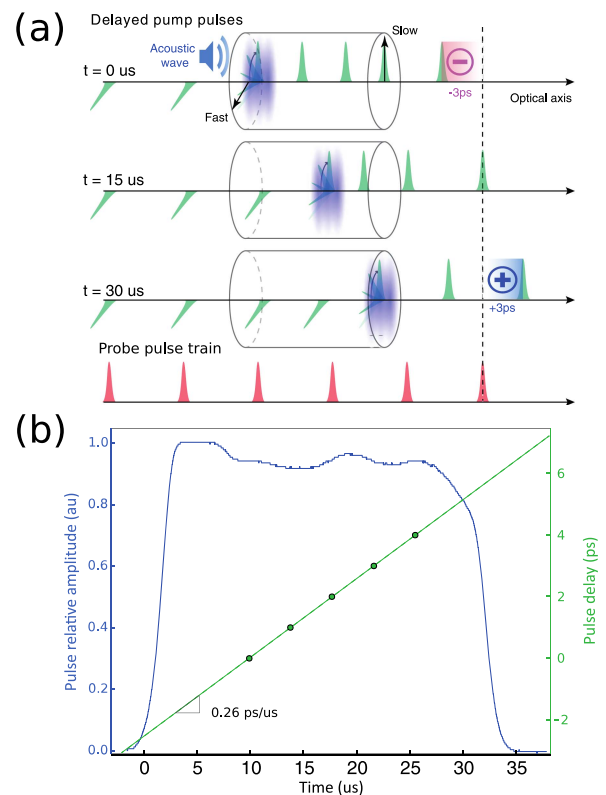 (a)
Delayed pump pulses
Acoustic
wave
Slow
t = 0 us
Fast
-3ps
Optical axis
t = 15 us
t = 30 us
+3ps
Probe pulse train
(b)
Pulse relative amplitude (au)
1.0
0.8
0.6
0.4
0.2
0.0
0.26 ps/us
6
4
2
0
2
Pulse delay (ps)
0 5 10 15 20 25 30 35
Time (us)